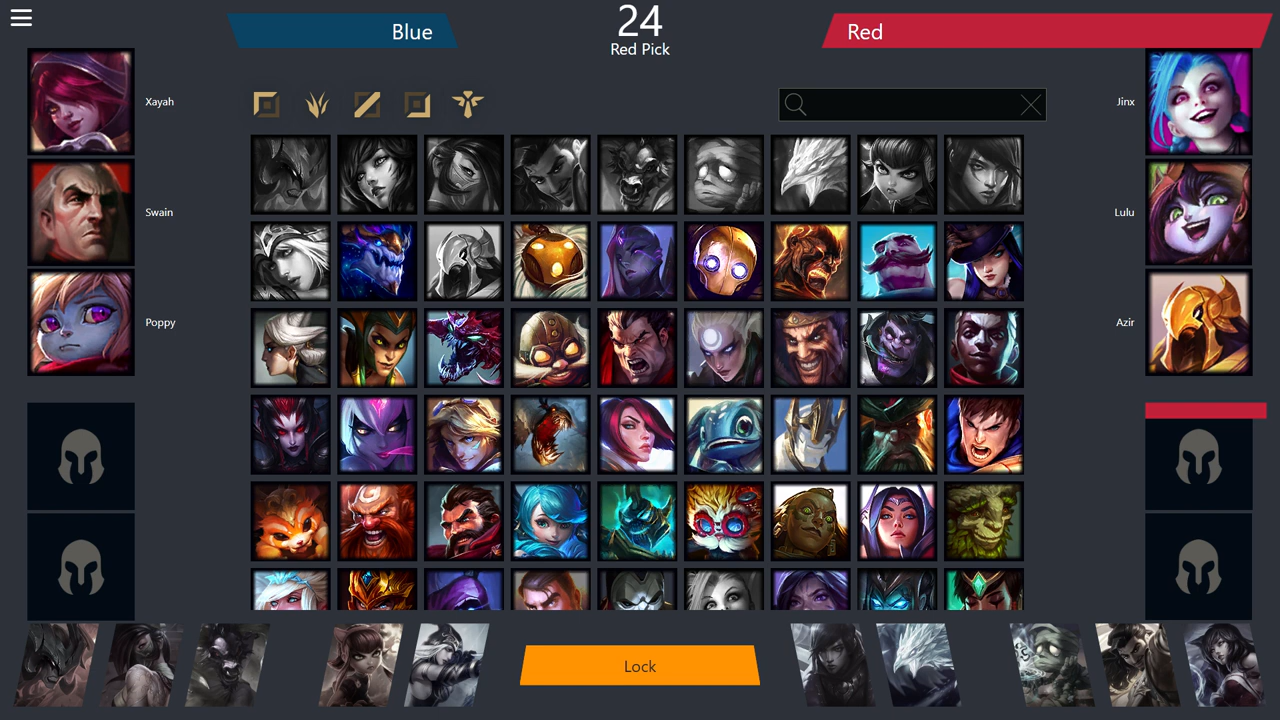 24
Blue
Red Pick
Red
Xayah
Jinx
Swain
Lulu
Poppy
Azir
Lock